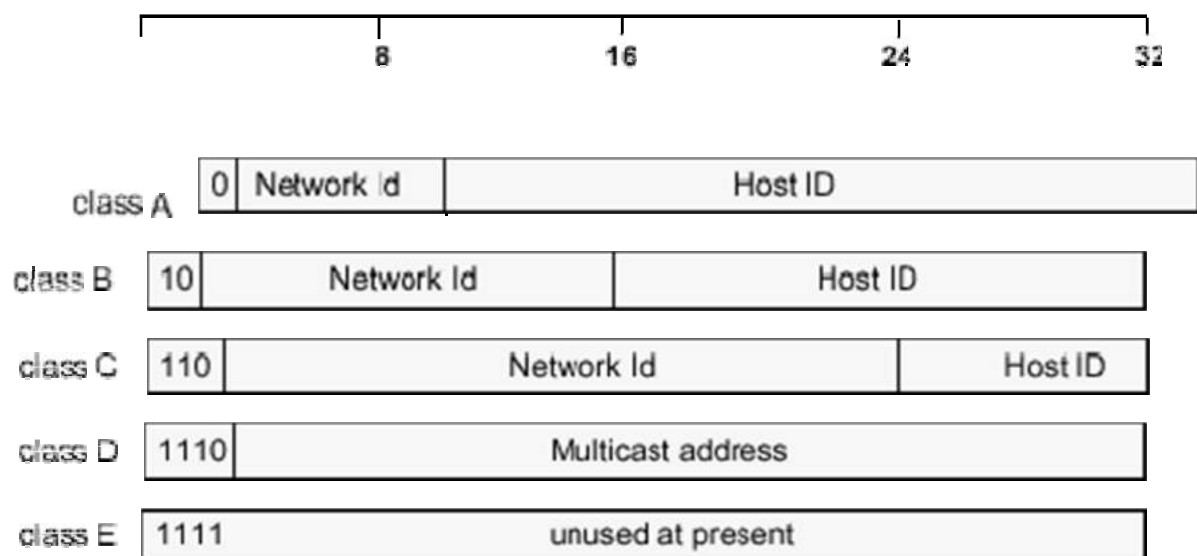 8 16 24 32
class A 0 Network Id Host ID
class B 10 Network Id Host ID
class C 110 Network Id Host ID
class D 1110 Multicast address
class E 1111 unused at present